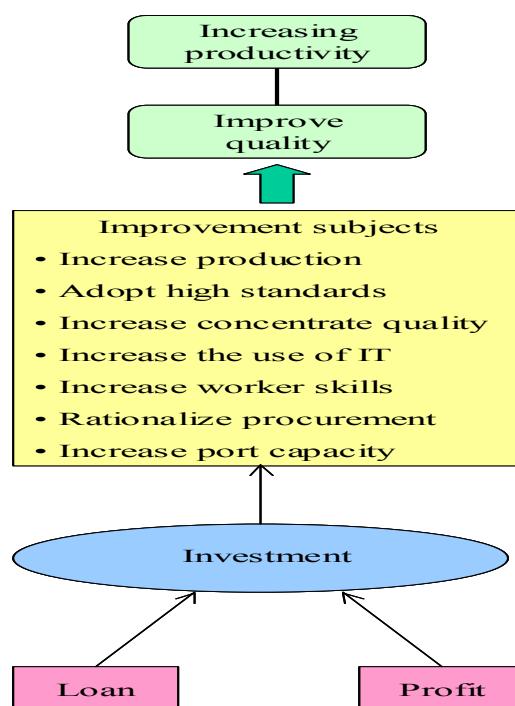 Increasing
productivity
Improve
quality
Improvement subjects
• Increase production
• Adopt high standards
• Increase concentrate quality
• Increase the use of IT
• Increase worker skills
• Rationalize procurement
• Increase port capacity
Investment
Loan
Profit